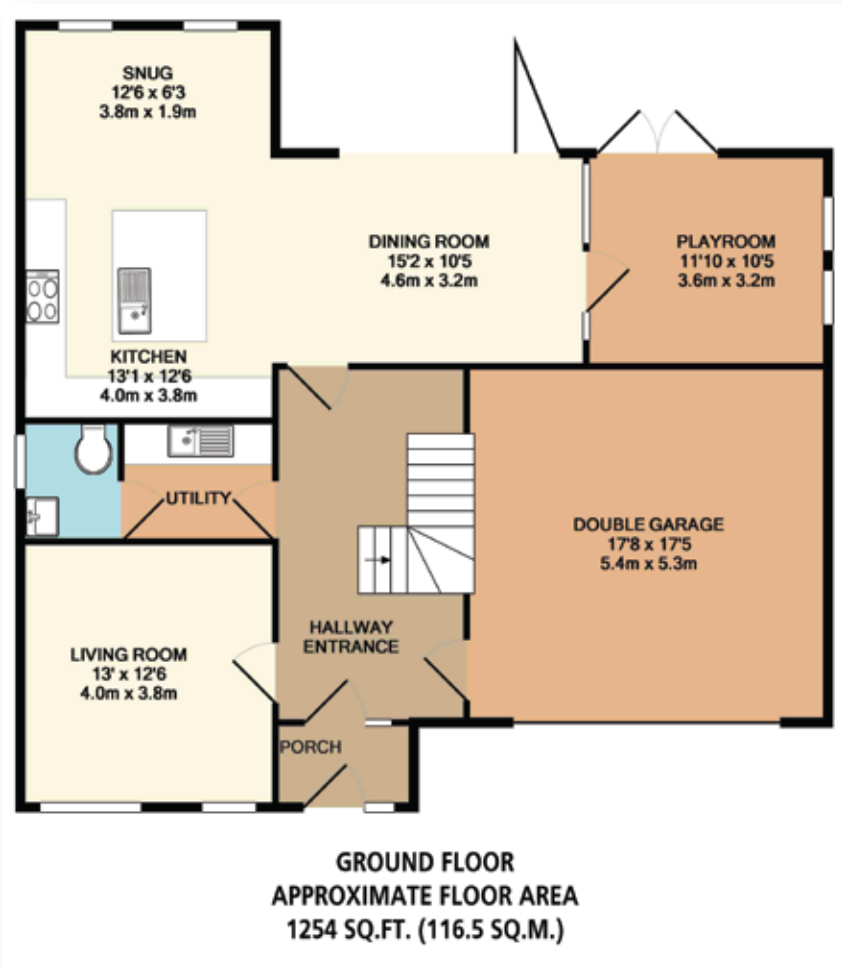 SNUG
12'6 x 6'3
3.8m x 1.9m
DINING ROOM
15'2 x 10'5
4.6m x 3.2m
PLAYROOM
11'10 x 10'5
3.6m x 3.2m
KITCHEN
13'1 x 12'6
4.0m x 3.8m
UTILITY
DOUBLE GARAGE
17'8 x 17'5
5.4m x 5.3m
HALLWAY
ENTRANCE
LIVING ROOM
13' x 12'6
4.0m x 3.8m
PORCH
GROUND FLOOR
APPROXIMATE FLOOR AREA
1254 SQ.FT. (116.5 SQ.M.)